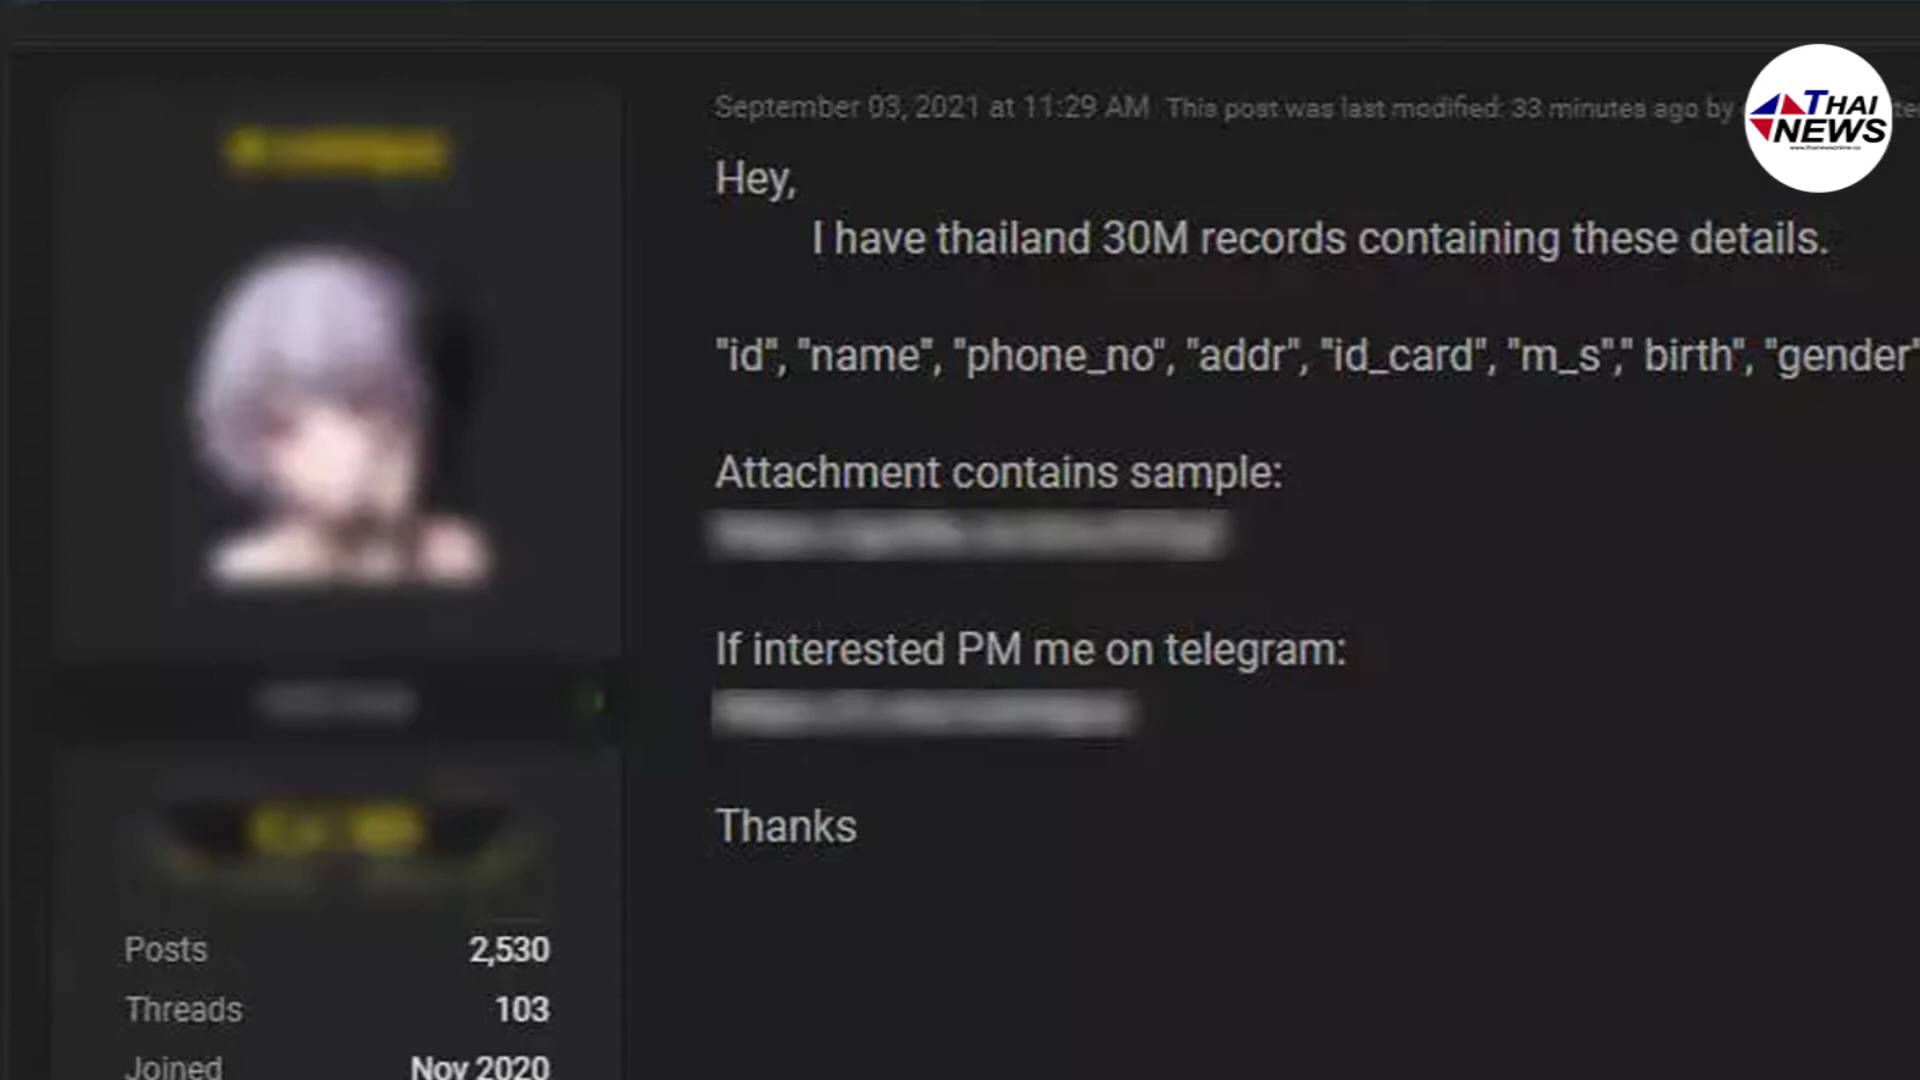 September 03, 2021 at 11:29 AM This post was last modified: 33 minutes ago by
THAI
NEWS
Hey,
I have thailand 30M records containing these details.
"id", "name", "phone_no", "addr", "id_card", "m_s"," birth", "gender"
Attachment contains sample:
If interested PM me on telegram:
Thanks
Posts 2,530
Threads 103
Joined Nov 2020